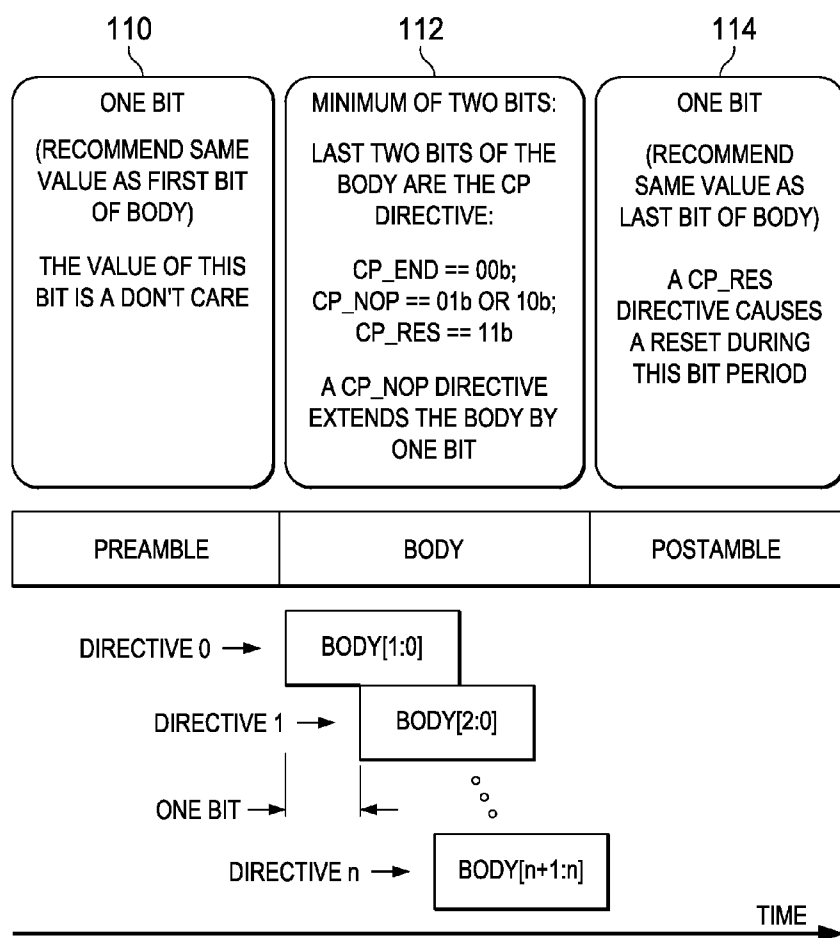 110
ONE BIT
(RECOMMEND SAME
VALUE AS FIRST BIT
OF BODY)
THE VALUE OF THIS
BIT IS A DON'T CARE
112
MINIMUM OF TWO BITS:
LAST TWO BITS OF THE
BODY ARE THE CP
DIRECTIVE:
CP_END == 00b;
CP_NOP == 01b OR 10b;
CP_RES == 11b
A CP_NOP DIRECTIVE
EXTENDS THE BODY BY
ONE BIT
114
ONE BIT
(RECOMMEND
SAME VALUE AS
LAST BIT OF BODY)
A CP_RES
DIRECTIVE CAUSES
A RESET DURING
THIS BIT PERIOD
PREAMBLE
BODY
POSTAMBLE
DIRECTIVE 0
BODY[1:0]
DIRECTIVE 1
BODY[2:0]
ONE BIT
DIRECTIVE n
BODY[n+1:n]
TIME